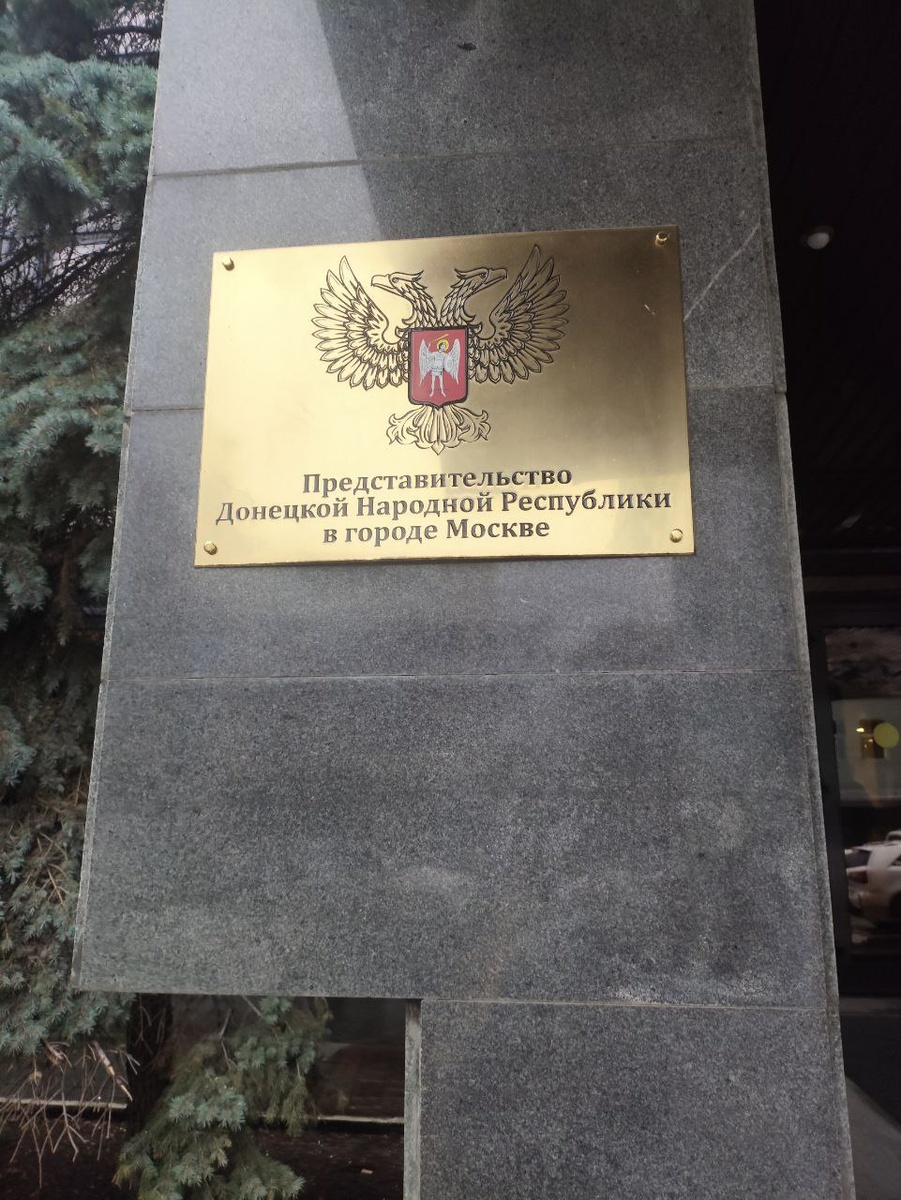 Представительство
Донецкой Народной Республики
в городе Москве